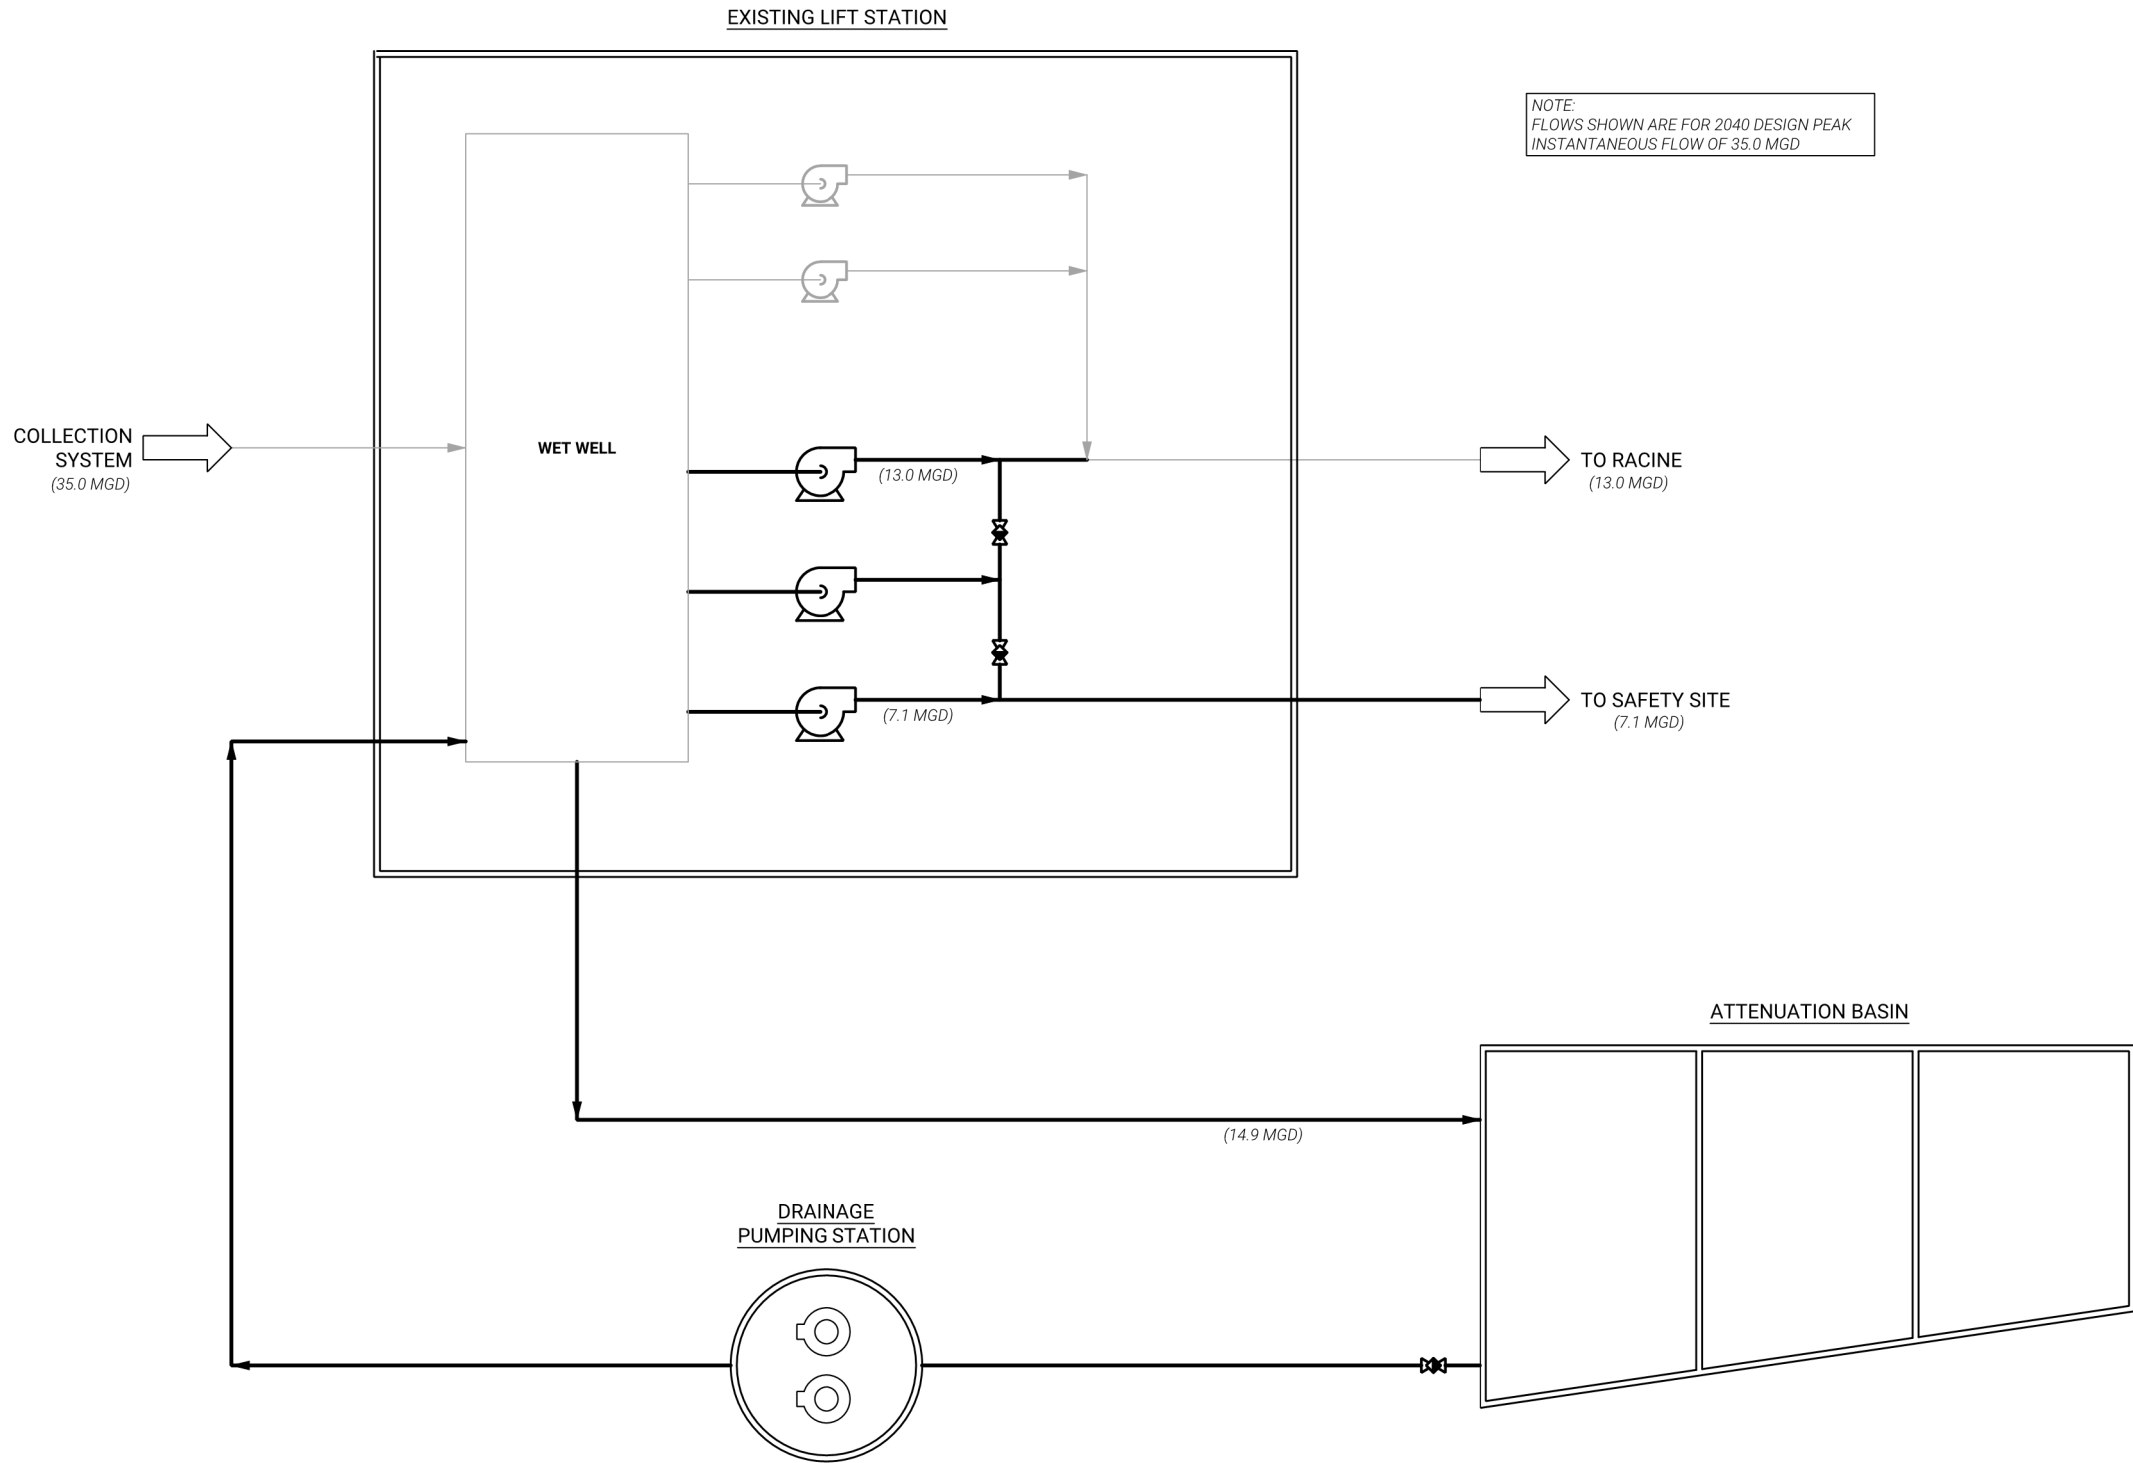 EXISTING LIFT STATION
NOTE:
FLOWS SHOWN ARE FOR 2040 DESIGN PEAK
INSTANTANEOUS FLOW OF 35.0 MGD
COLLECTION
SYSTEM
(35.0 MGD)
WET WELL
(13.0 MGD)
TO RACINE
(13.0 MGD)
(7.1 MGD)
TO SAFETY SITE
(7.1 MGD)
ATTENUATION BASIN
(14.9 MGD)
DRAINAGE
PUMPING STATION